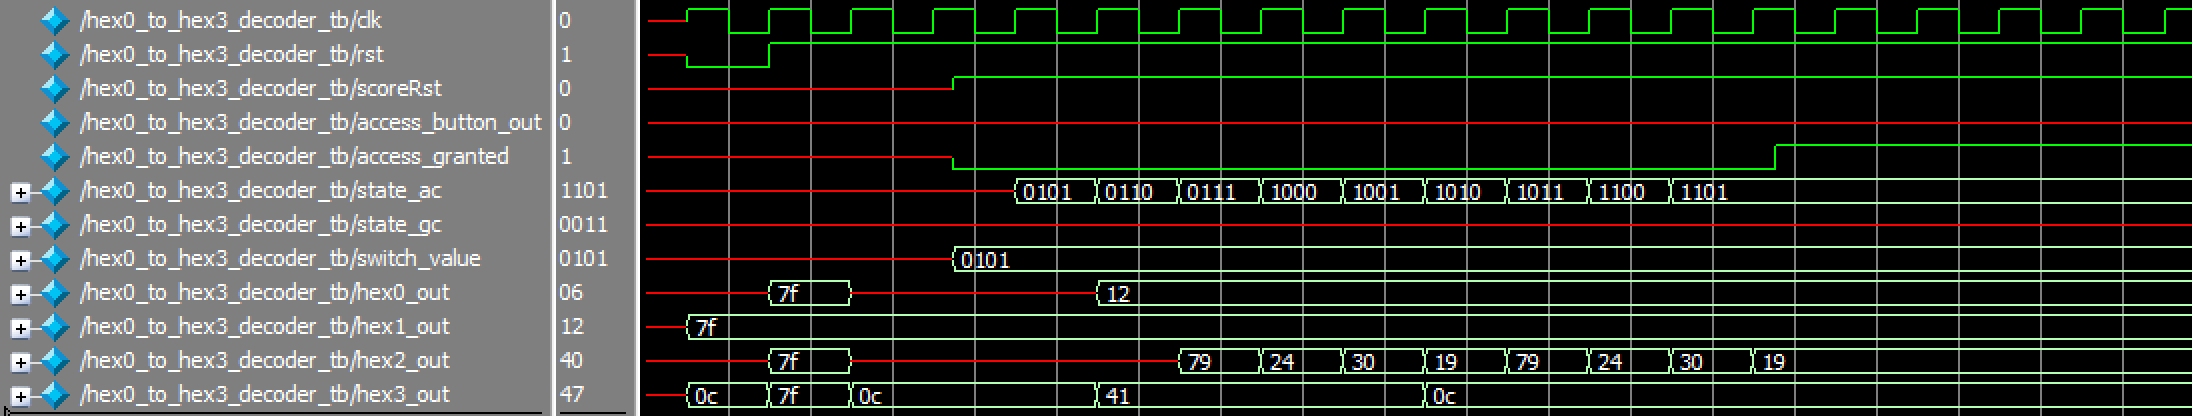 /hex0_to_hex3_decoder_tb/clk 0
/hex0_to_hex3_decoder_tb/rst 1
/hex0_to_hex3_decoder_tb/scoreRst 0
/hex0_to_hex3_decoder_tb/access_button_out 0
/hex0_to_hex3_decoder_tb/access_granted 1
/hex0_to_hex3_decoder_tb/state_ac 1101 0101 0110 0111 1000 1001 1010 1011 1100 1101
/hex0_to_hex3_decoder_tb/state_gc 0011
/hex0_to_hex3_decoder_tb/switch_value 0101 0101
/hex0_to_hex3_decoder_tb/hex0_out 06 7f 12
/hex0_to_hex3_decoder_tb/hex1_out 12 7f
/hex0_to_hex3_decoder_tb/hex2_out 40 7f 79 24 30 19 79 24 30 19
/hex0_to_hex3_decoder_tb/hex3_out 47 0c 7f 0c 41 0c